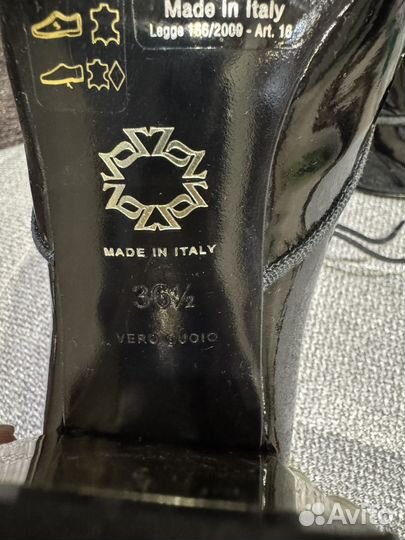 Made in Italy
Legge 166/2009 - Art. 16
MADE IN ITALY
36½
VERO CUOIO
Avito